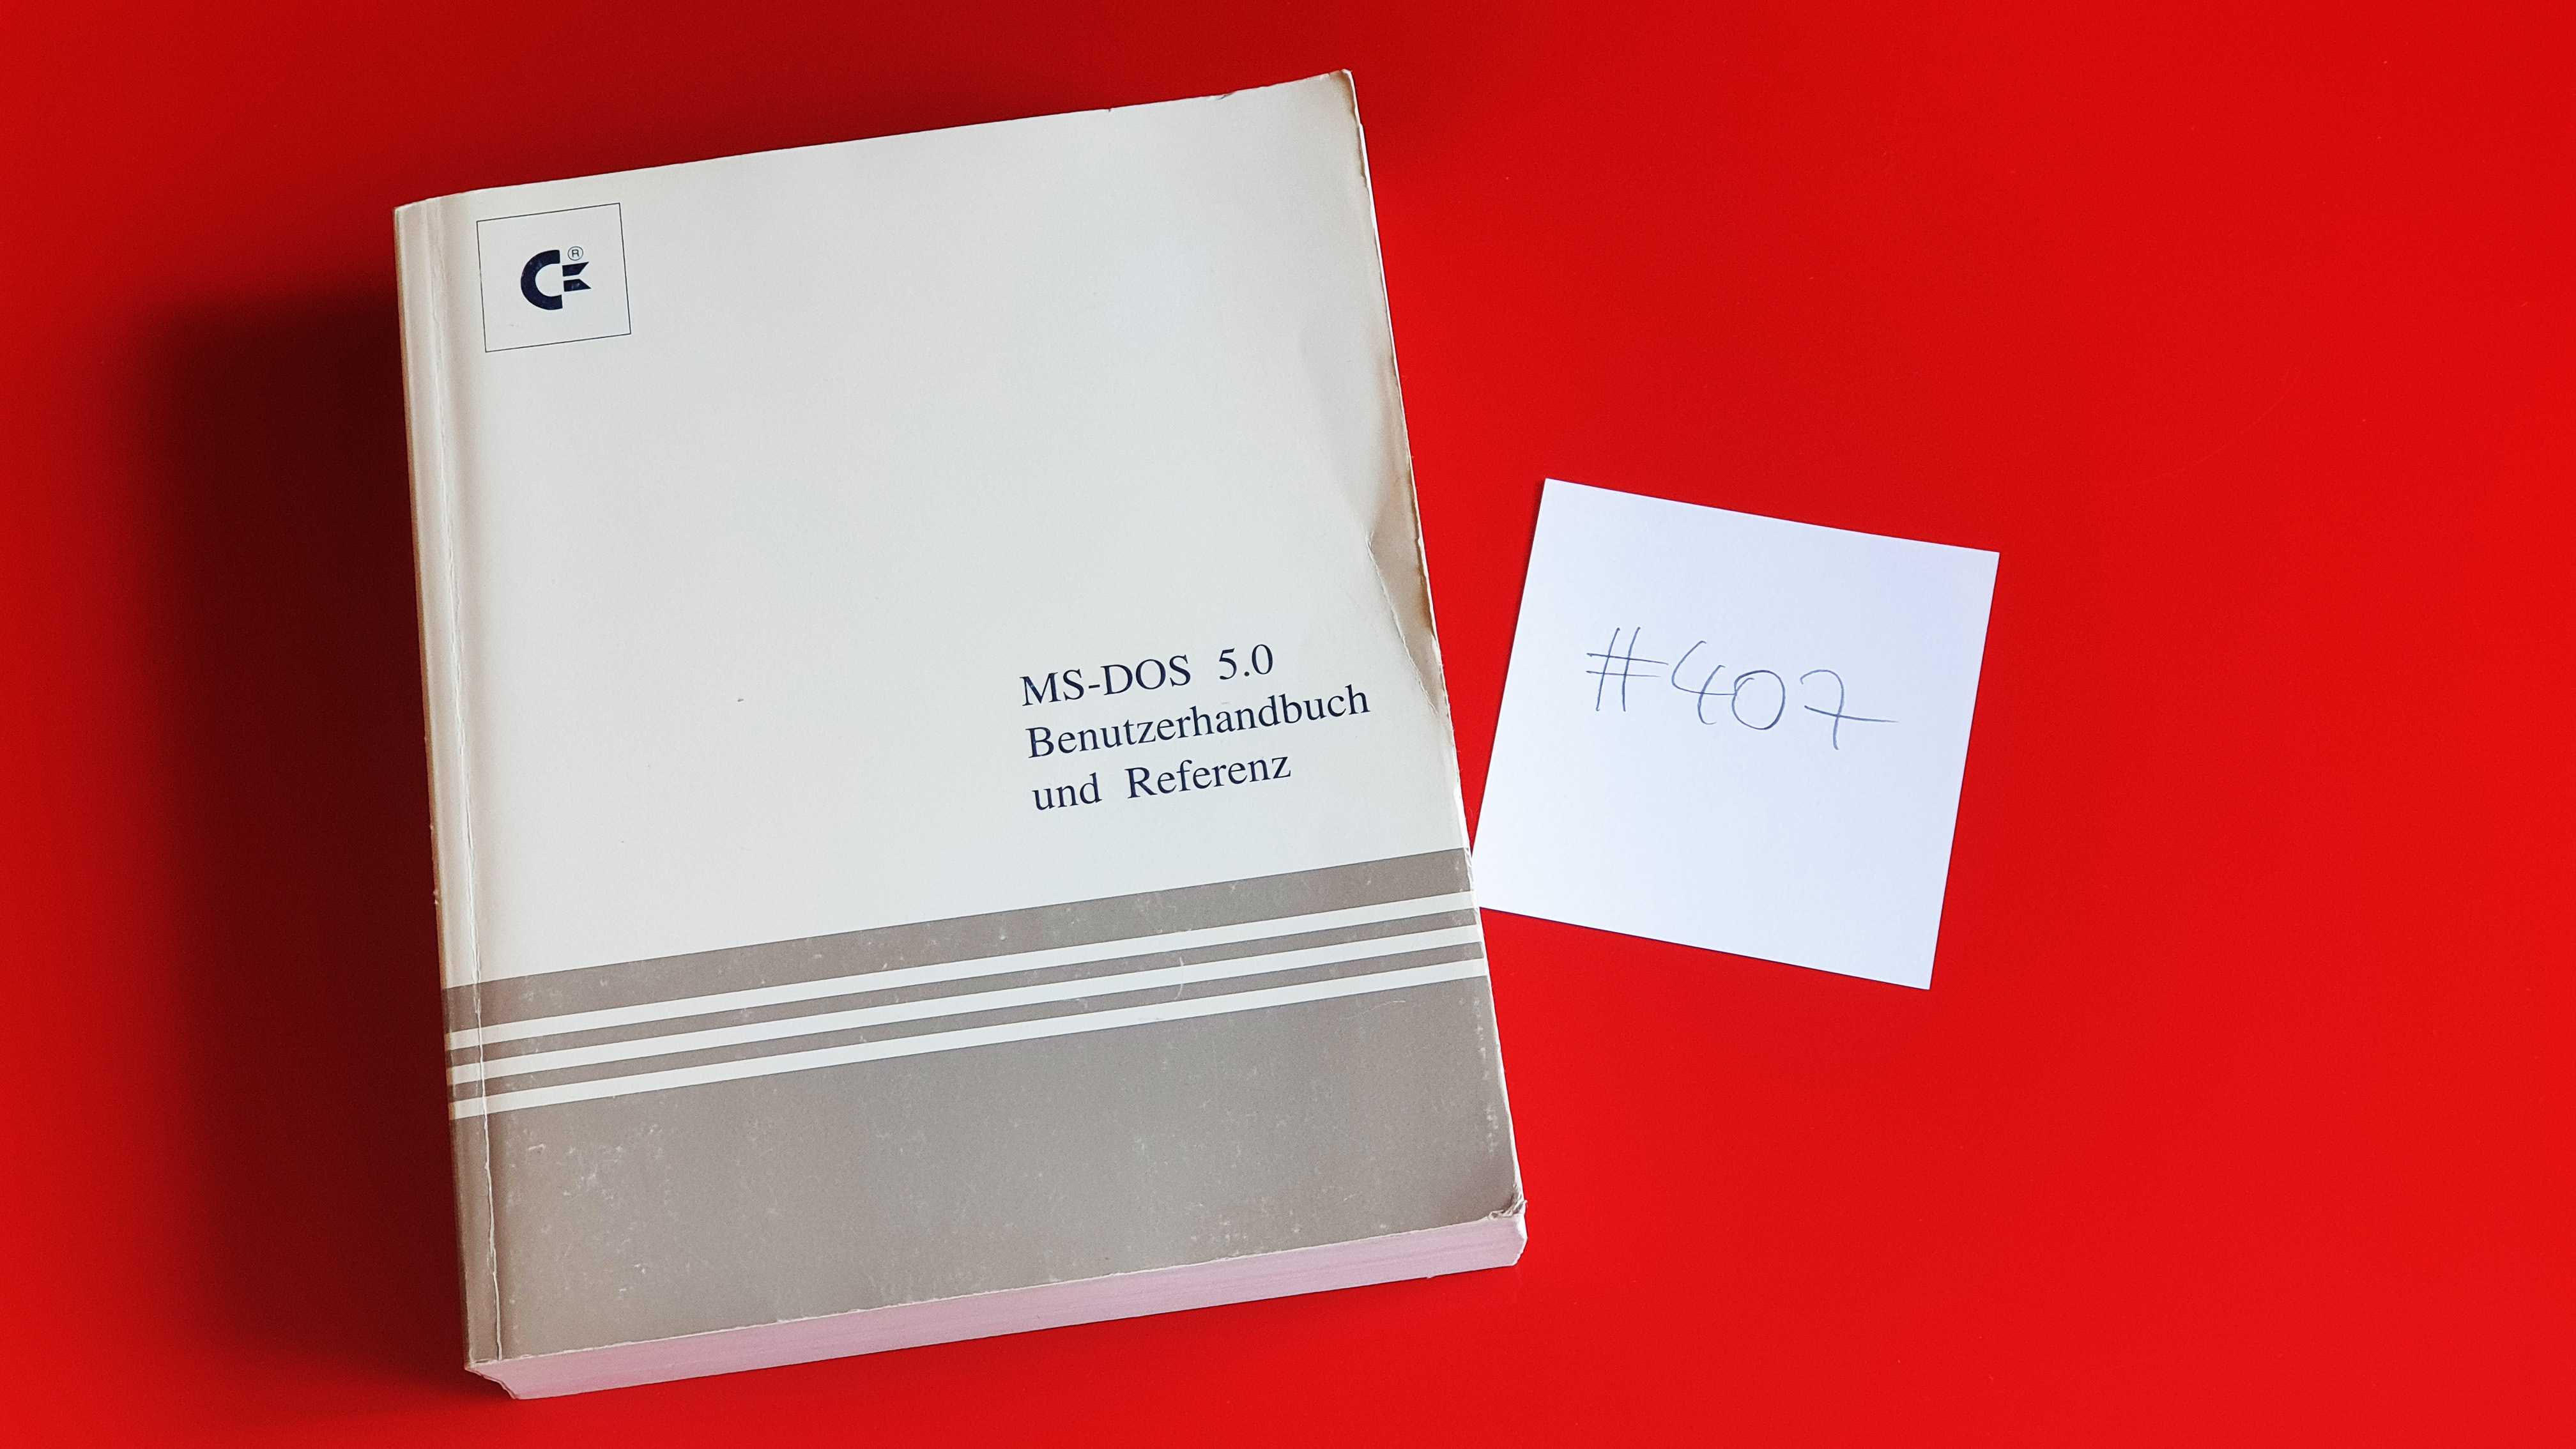 MS-DOS 5.0
Benutzerhandbuch
und Referenz
#407